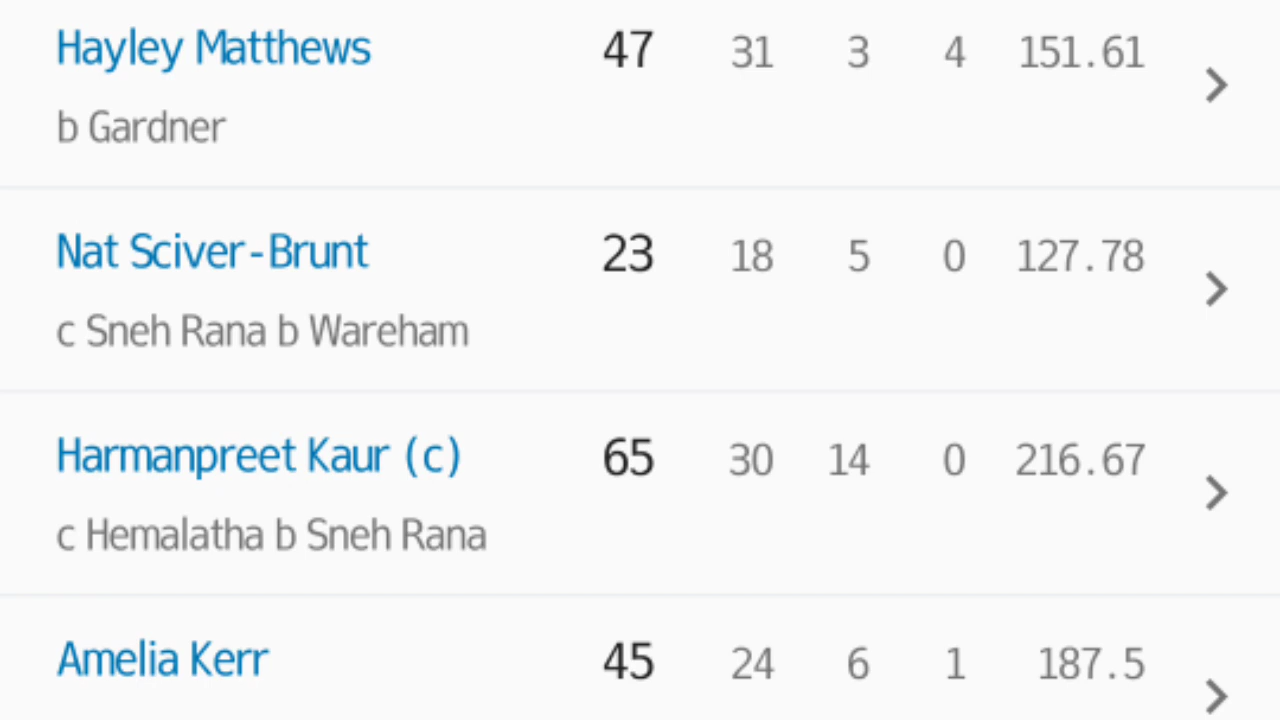 Hayley Matthews 47 31 3 4 151.61
b Gardner
Nat Sciver-Brunt 23 18 5 0 127.78
c Sneh Rana b Wareham
Harmanpreet Kaur (c) 65 30 14 0 216.67
c Hemalatha b Sneh Rana
Amelia Kerr 45 24 6 1 187.5